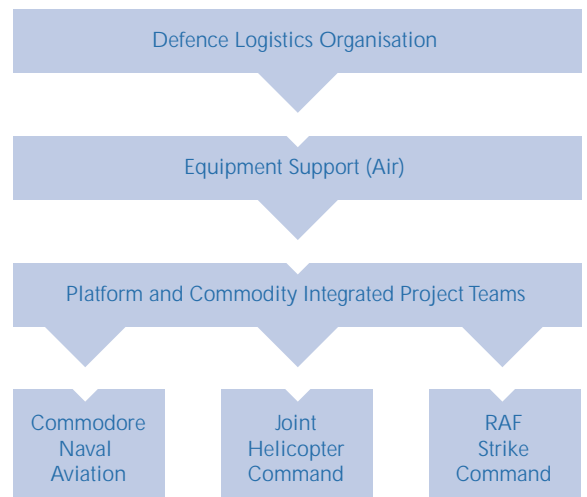 Defence Logistics Organisation
Equipment Support (Air)
Platform and Commodity Integrated Project Teams
Commodore
Naval
Aviation
Joint
Helicopter
Command
RAF
Strike
Command